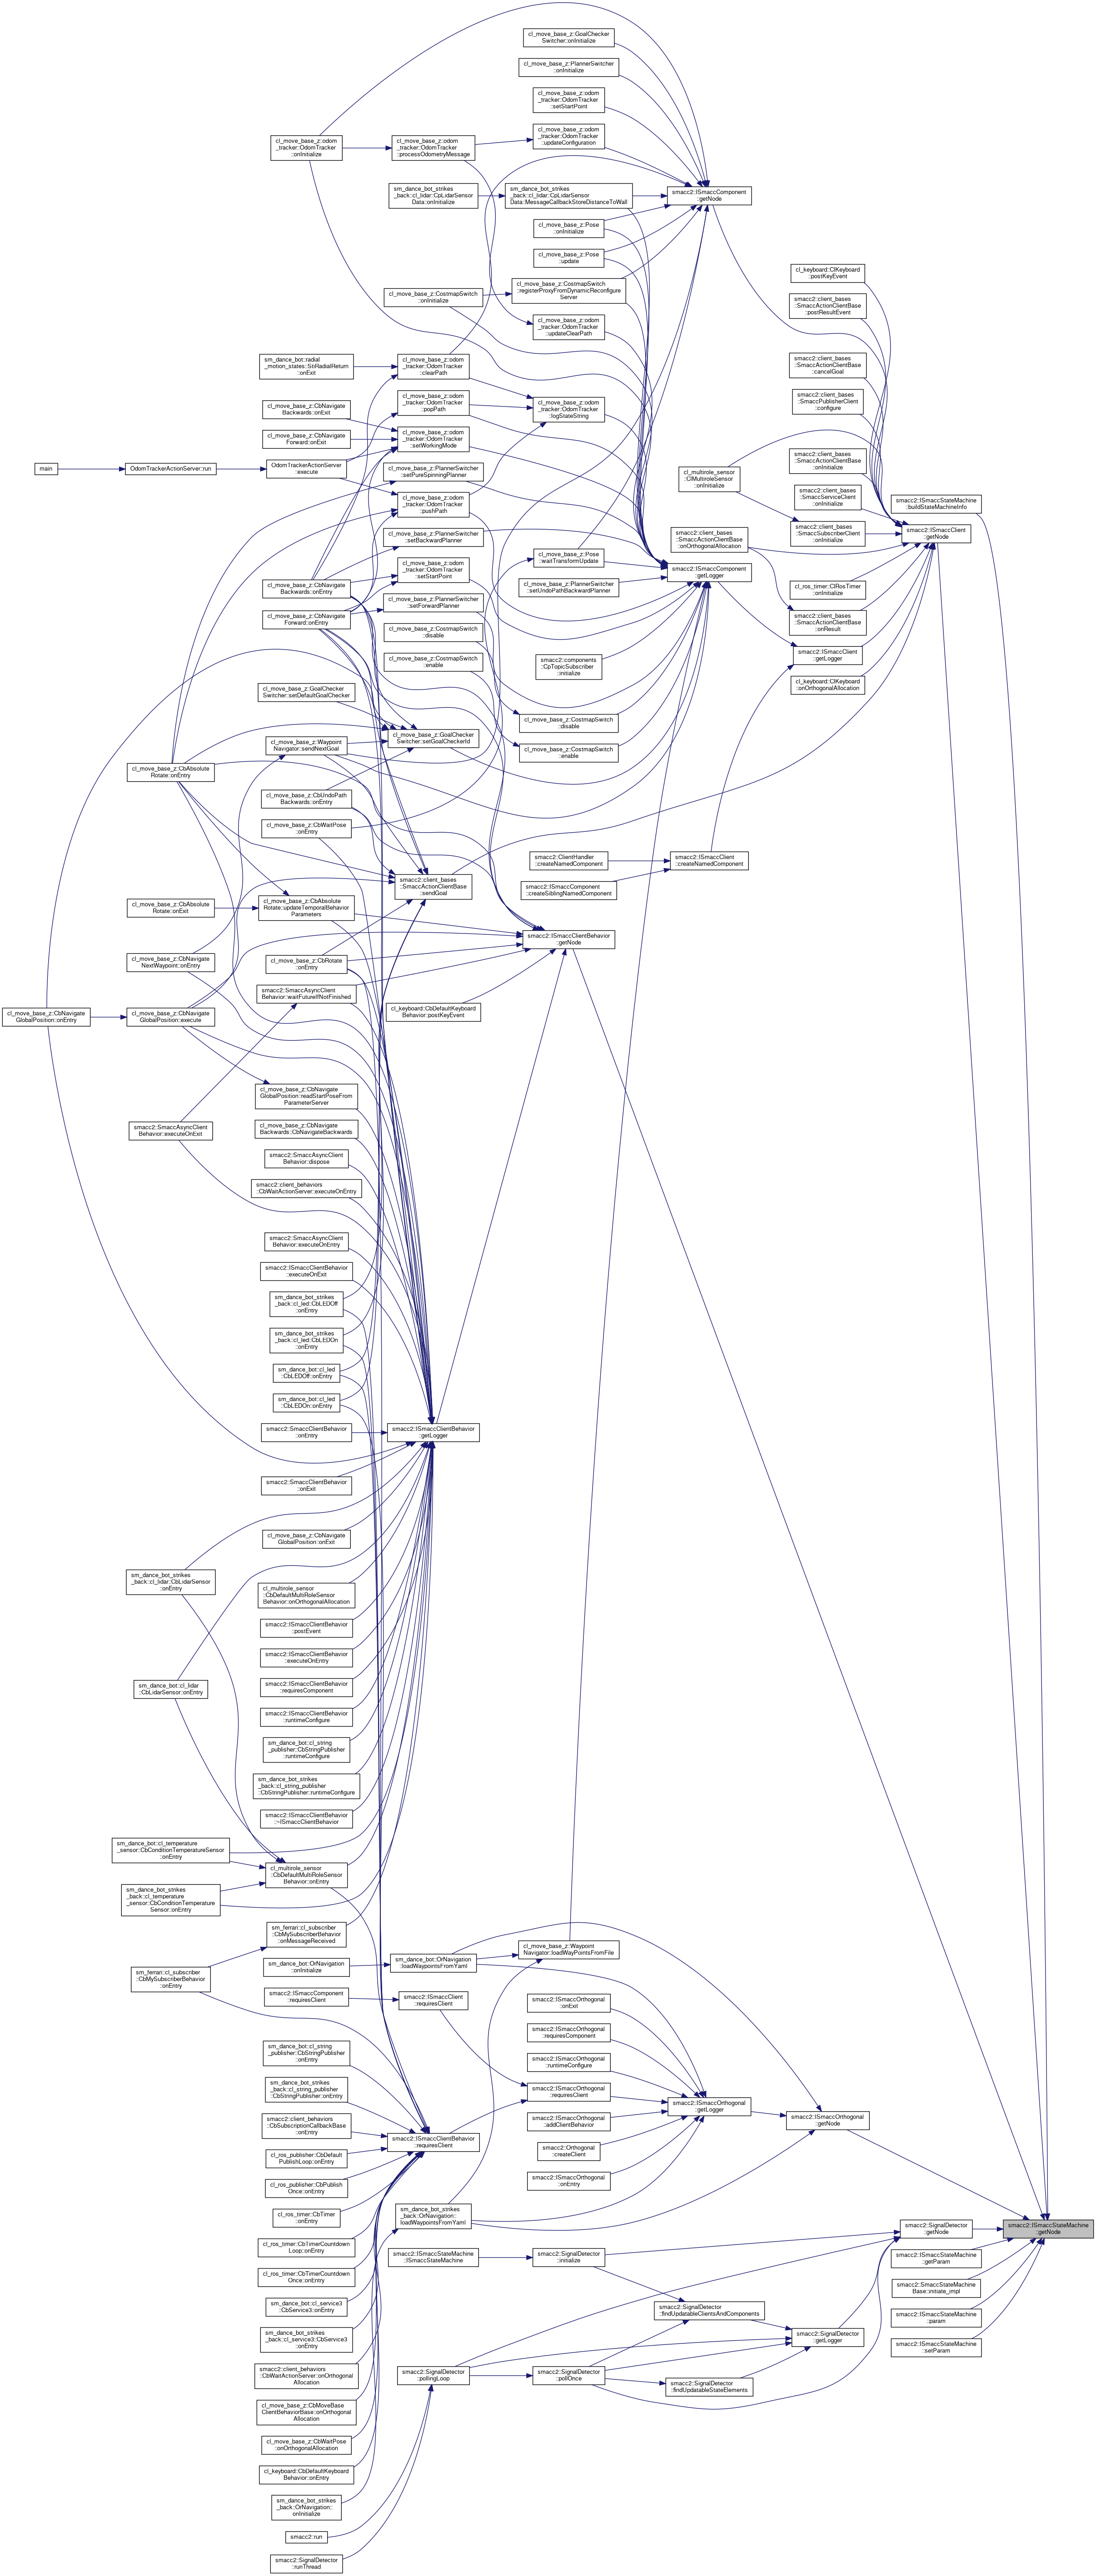 cl_move_base_z::GoalChecker
Switcher::onInitialize
cl_move_base_z::PlannerSwitcher
::onInitialize
cl_move_base_z::odom
_tracker::OdomTracker
::setStartPoint
cl_move_base_z::odom
_tracker::OdomTracker
::updateConfiguration
cl_move_base_z::odom
_tracker::OdomTracker
::onInitialize
cl_move_base_z::odom
_tracker::OdomTracker
::processOdometryMessage
sm_dance_bot_strikes
_back::cl_lidar::CpLidarSensor
Data::onInitialize
sm_dance_bot_strikes
_back::cl_lidar::CpLidarSensor
Data::MessageCallbackStoreDistanceToWall
smacc2::ISmaccComponent
::getNode
cl_move_base_z::Pose
::onInitialize
cl_move_base_z::Pose
::update
cl_move_base_z::CostmapSwitch
::onInitialize
cl_move_base_z::CostmapSwitch
::registerProxyFromDynamicReconfigure
Server
cl_move_base_z::odom
_tracker::OdomTracker
::updateClearPath
cl_keyboard::ClKeyboard
::postKeyEvent
smacc2::client_bases
::SmaccActionClientBase
::postResultEvent
smacc2::client_bases
::SmaccActionClientBase
::cancelGoal
smacc2::client_bases
::SmaccPublisherClient
::configure
smacc2::client_bases
::SmaccActionClientBase
::onInitialize
smacc2::client_bases
::SmaccServiceClient
::onInitialize
smacc2::client_bases
::SmaccSubscriberClient
::onInitialize
cl_multirole_sensor
::ClMultiroleSensor
::onInitialize
smacc2::ISmaccStateMachine
::buildStateMachineInfo
smacc2::ISmaccClient
::getNode
smacc2::client_bases
::SmaccActionClientBase
::onOrthogonalAllocation
cl_ros_timer::ClRosTimer
::onInitialize
smacc2::client_bases
::SmaccActionClientBase
::onResult
smacc2::ISmaccClient
::getLogger
cl_keyboard::ClKeyboard
::onOrthogonalAllocation
sm_dance_bot::radial
_motion_states::StiRadialReturn
::onExit
cl_move_base_z::odom
_tracker::OdomTracker
::clearPath
cl_move_base_z::CbNavigate
Backwards::onExit
cl_move_base_z::odom
_tracker::OdomTracker
::popPath
cl_move_base_z::odom
_tracker::OdomTracker
::logStateString
cl_move_base_z::CbNavigate
Forward::onExit
cl_move_base_z::odom
_tracker::OdomTracker
::setWorkingMode
main
OdomTrackerActionServer::run
OdomTrackerActionServer
::execute
cl_move_base_z::PlannerSwitcher
::setPureSpinningPlanner
cl_move_base_z::odom
_tracker::OdomTracker
::pushPath
cl_move_base_z::PlannerSwitcher
::setBackwardPlanner
cl_move_base_z::Pose
::waitTransformUpdate
smacc2::ISmaccComponent
::getLogger
cl_move_base_z::CbNavigate
Backwards::onEntry
cl_move_base_z::odom
_tracker::OdomTracker
::setStartPoint
cl_move_base_z::PlannerSwitcher
::setUndoPathBackwardPlanner
cl_move_base_z::CbNavigate
Forward::onEntry
cl_move_base_z::PlannerSwitcher
::setForwardPlanner
cl_move_base_z::CostmapSwitch
::disable
cl_move_base_z::CostmapSwitch
::enable
smacc2::components
::CpTopicSubscriber
::initialize
cl_move_base_z::GoalChecker
Switcher::setDefaultGoalChecker
cl_move_base_z::GoalChecker
Switcher::setGoalCheckerId
cl_move_base_z::CostmapSwitch
::disable
cl_move_base_z::CostmapSwitch
::enable
cl_move_base_z::Waypoint
Navigator::sendNextGoal
cl_move_base_z::CbAbsolute
Rotate::onEntry
cl_move_base_z::CbUndoPath
Backwards::onEntry
cl_move_base_z::CbWaitPose
::onEntry
smacc2::ClientHandler
::createNamedComponent
smacc2::ISmaccClient
::createNamedComponent
smacc2::ISmaccComponent
::createSiblingNamedComponent
smacc2::client_bases
::SmaccActionClientBase
::sendGoal
cl_move_base_z::CbAbsolute
Rotate::onExit
cl_move_base_z::CbAbsolute
Rotate::updateTemporalBehavior
Parameters
smacc2::ISmaccClientBehavior
::getNode
cl_move_base_z::CbNavigate
NextWaypoint::onEntry
cl_move_base_z::CbRotate
::onEntry
smacc2::SmaccAsyncClient
Behavior::waitFutureIfNotFinished
cl_keyboard::CbDefaultKeyboard
Behavior::postKeyEvent
cl_move_base_z::CbNavigate
GlobalPosition::onEntry
cl_move_base_z::CbNavigate
GlobalPosition::execute
cl_move_base_z::CbNavigate
GlobalPosition::readStartPoseFrom
ParameterServer
smacc2::SmaccAsyncClient
Behavior::executeOnExit
cl_move_base_z::CbNavigate
Backwards::CbNavigateBackwards
smacc2::SmaccAsyncClient
Behavior::dispose
smacc2::client_behaviors
::CbWaitActionServer::executeOnEntry
smacc2::SmaccAsyncClient
Behavior::executeOnEntry
smacc2::ISmaccClientBehavior
::executeOnExit
sm_dance_bot_strikes
_back::cl_led::CbLEDOff
::onEntry
sm_dance_bot_strikes
_back::cl_led::CbLEDOn
::onEntry
sm_dance_bot::cl_led
::CbLEDOff::onEntry
sm_dance_bot::cl_led
::CbLEDOn::onEntry
smacc2::SmaccClientBehavior
::onEntry
smacc2::ISmaccClientBehavior
::getLogger
smacc2::SmaccClientBehavior
::onExit
cl_move_base_z::CbNavigate
GlobalPosition::onExit
sm_dance_bot_strikes
_back::cl_lidar::CbLidarSensor
::onEntry
cl_multirole_sensor
::CbDefaultMultiRoleSensor
Behavior::onOrthogonalAllocation
smacc2::ISmaccClientBehavior
::postEvent
smacc2::ISmaccClientBehavior
::executeOnEntry
sm_dance_bot::cl_lidar
::CbLidarSensor::onEntry
smacc2::ISmaccClientBehavior
::requiresComponent
smacc2::ISmaccClientBehavior
::runtimeConfigure
sm_dance_bot::cl_string
_publisher::CbStringPublisher
::runtimeConfigure
sm_dance_bot_strikes
_back::cl_string_publisher
::CbStringPublisher::runtimeConfigure
smacc2::ISmaccClientBehavior
::~ISmaccClientBehavior
sm_dance_bot::cl_temperature
_sensor::CbConditionTemperatureSensor
::onEntry
cl_multirole_sensor
::CbDefaultMultiRoleSensor
Behavior::onEntry
sm_dance_bot_strikes
_back::cl_temperature
_sensor::CbConditionTemperature
Sensor::onEntry
sm_ferrari::cl_subscriber
::CbMySubscriberBehavior
::onMessageReceived
sm_ferrari::cl_subscriber
::CbMySubscriberBehavior
::onEntry
sm_dance_bot::OrNavigation
::onInitialize
sm_dance_bot::OrNavigation
::loadWaypointsFromYaml
cl_move_base_z::Waypoint
Navigator::loadWayPointsFromFile
smacc2::ISmaccComponent
::requiresClient
smacc2::ISmaccClient
::requiresClient
smacc2::ISmaccOrthogonal
::onExit
smacc2::ISmaccOrthogonal
::requiresComponent
smacc2::ISmaccOrthogonal
::runtimeConfigure
smacc2::ISmaccOrthogonal
::requiresClient
smacc2::ISmaccOrthogonal
::getLogger
smacc2::ISmaccOrthogonal
::getNode
smacc2::ISmaccOrthogonal
::addClientBehavior
smacc2::Orthogonal
::createClient
smacc2::ISmaccOrthogonal
::onEntry
sm_dance_bot::cl_string
_publisher::CbStringPublisher
::onEntry
sm_dance_bot_strikes
_back::cl_string_publisher
::CbStringPublisher::onEntry
smacc2::client_behaviors
::CbSubscriptionCallbackBase
::onEntry
smacc2::ISmaccClientBehavior
::requiresClient
cl_ros_publisher::CbDefault
PublishLoop::onEntry
cl_ros_publisher::CbPublish
Once::onEntry
cl_ros_timer::CbTimer
::onEntry
sm_dance_bot_strikes
_back::OrNavigation::
loadWaypointsFromYaml
cl_ros_timer::CbTimerCountdown
Loop::onEntry
cl_ros_timer::CbTimerCountdown
Once::onEntry
sm_dance_bot::cl_service3
::CbService3::onEntry
sm_dance_bot_strikes
_back::cl_service3::CbService3
::onEntry
smacc2::client_behaviors
::CbWaitActionServer::onOrthogonal
Allocation
cl_move_base_z::CbMoveBase
ClientBehaviorBase::onOrthogonal
Allocation
cl_move_base_z::CbWaitPose
::onOrthogonalAllocation
cl_keyboard::CbDefaultKeyboard
Behavior::onEntry
sm_dance_bot_strikes
_back::OrNavigation::
onInitialize
smacc2::run
smacc2::SignalDetector
::runThread
smacc2::ISmaccStateMachine
::ISmaccStateMachine
smacc2::SignalDetector
::initialize
smacc2::SignalDetector
::findUpdatableClientsAndComponents
smacc2::SignalDetector
::getLogger
smacc2::SignalDetector
::pollingLoop
smacc2::SignalDetector
::pollOnce
smacc2::SignalDetector
::findUpdatableStateElements
smacc2::SignalDetector
::getNode
smacc2::ISmaccStateMachine
::getNode
smacc2::ISmaccStateMachine
::getParam
smacc2::SmaccStateMachine
Base::initiate_impl
smacc2::ISmaccStateMachine
::param
smacc2::ISmaccStateMachine
::setParam